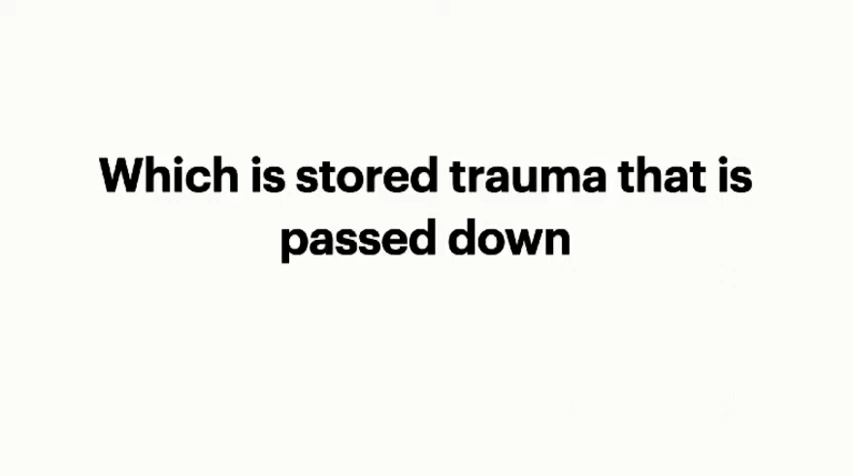 Which is stored trauma that is
passed down